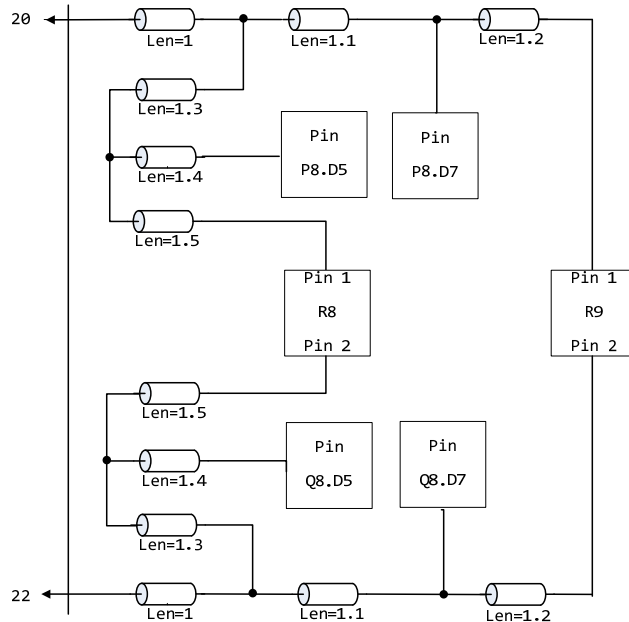 20
Len=1
Len=1.1
Len=1.2
Len=1.3
Pin
P8.D5
Pin
P8.D7
Len=1.4
Len=1.5
Pin 1
R8
Pin 2
Pin 1
R9
Pin 2
Len=1.5
Pin
Q8.D5
Pin
Q8.D7
Len=1.4
Len=1.3
22
Len=1
Len=1.1
Len=1.2